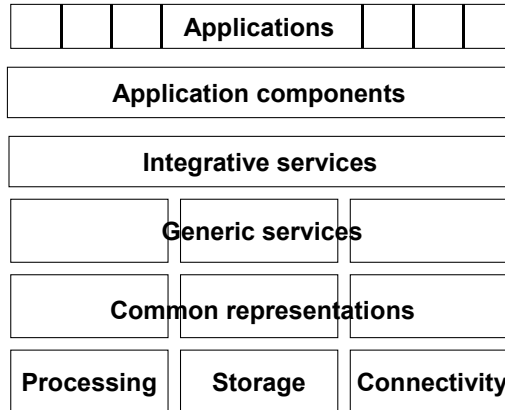 Applications
Application components
Integrative services
Generic services
Common representations
Processing Storage Connectivity